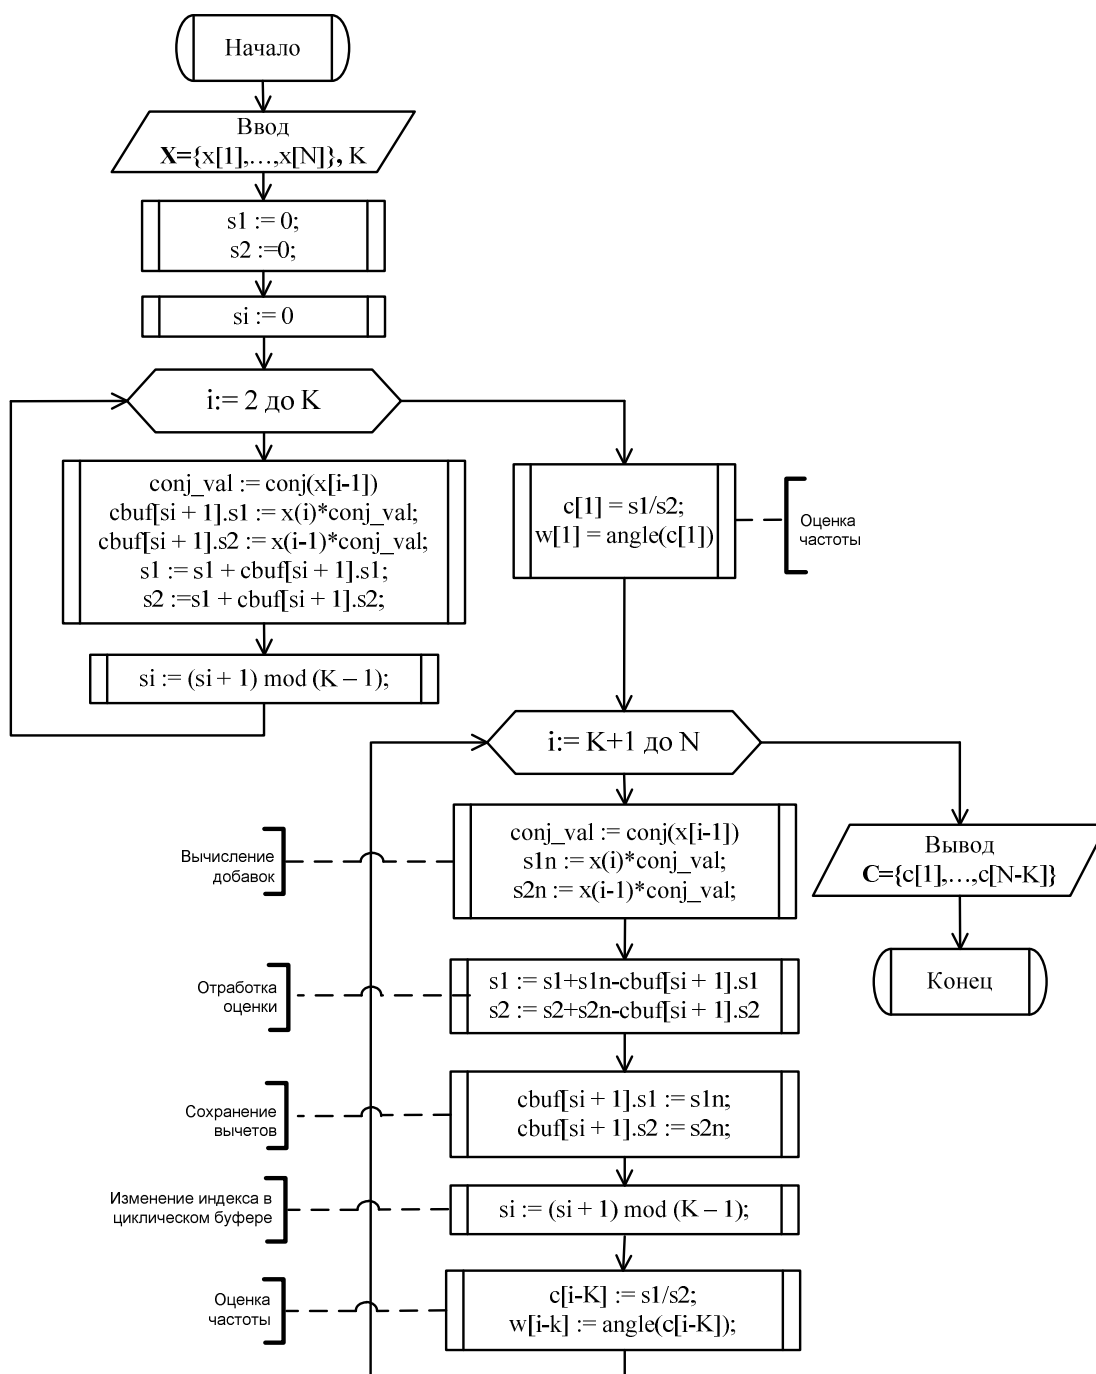 Начало
Ввод
X={x[1],…,x[N]}, K
s1 := 0;
s2 :=0;
si := 0
i:= 2 до K
conj_val := conj(x[i-1])
cbuf[si + 1].s1 := x(i)*conj_val;
cbuf[si + 1].s2 := x(i-1)*conj_val;
s1 := s1 + cbuf[si + 1].s1;
s2 :=s1 + cbuf[si + 1].s2;
si := (si + 1) mod (K – 1);
c[1] = s1/s2;
w[1] = angle(c[1])
Оценка
частоты
i:= K+1 до N
Вычисление
добавок
conj_val := conj(x[i-1])
s1n := x(i)*conj_val;
s2n := x(i-1)*conj_val;
Вывод
C={c[1],…,c[N-K]}
Конец
Отработка
оценки
s1 := s1+s1n-cbuf[si + 1].s1
s2 := s2+s2n-cbuf[si + 1].s2
Сохранение
вычетов
cbuf[si + 1].s1 := s1n;
cbuf[si + 1].s2 := s2n;
Изменение индекса в
циклическом буфере
si := (si + 1) mod (K – 1);
Оценка
частоты
c[i-K] := s1/s2;
w[i-k] := angle(c[i-K]);